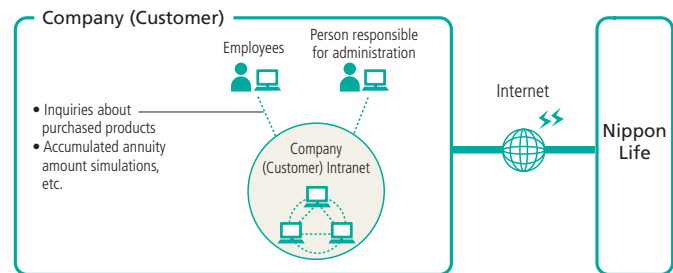 Company (Customer)
Employees
Person responsible
for administration
• Inquiries about
purchased products
• Accumulated annuity
amount simulations,
etc.
Company
(Customer) Intranet
Internet
Nippon
Life